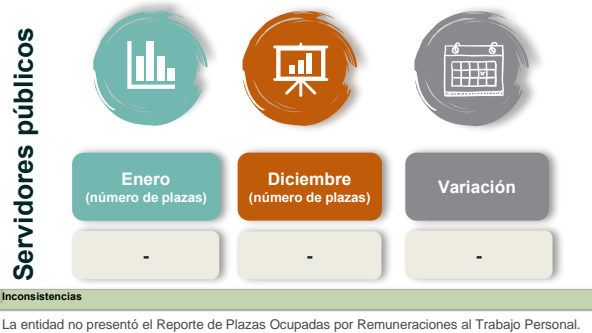 Servidores públicos
Enero
(número de plazas)
Diciembre
(número de plazas)
Variación
-
-
-
Inconsistencias
La entidad no presentó el Reporte de Plazas Ocupadas por Remuneraciones al Trabajo Personal.